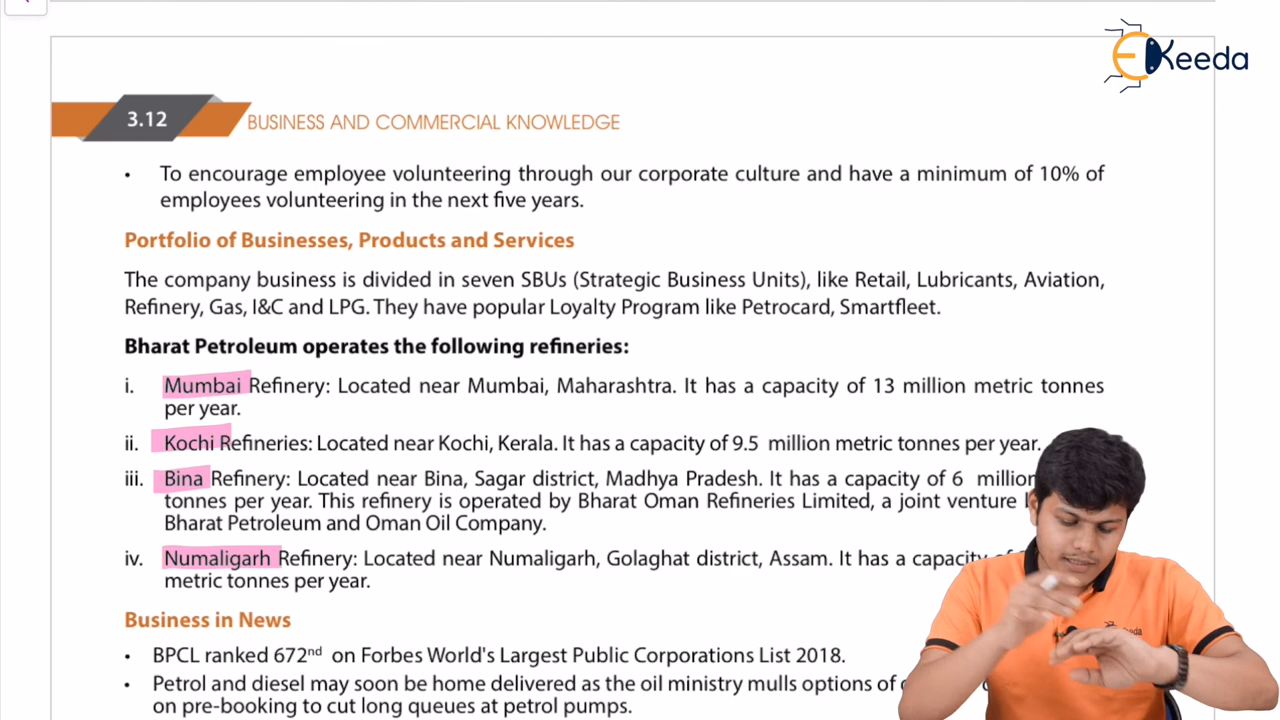 EKeeda
3.12
BUSINESS AND COMMERCIAL KNOWLEDGE
• To encourage employee volunteering through our corporate culture and have a minimum of 10% of
employees volunteering in the next five years.
Portfolio of Businesses, Products and Services
The company business is divided in seven SBUs (Strategic Business Units), like Retail, Lubricants, Aviation,
Refinery, Gas, I&C and LPG. They have popular Loyalty Program like Petrocard, Smartfleet.
Bharat Petroleum operates the following refineries:
i. Mumbai Refinery: Located near Mumbai, Maharashtra. It has a capacity of 13 million metric tonnes
per year.
ii. Kochi Refineries: Located near Kochi, Kerala. It has a capacity of 9.5 million metric tonnes per year.
iii. Bina Refinery: Located near Bina, Sagar district, Madhya Pradesh. It has a capacity of 6 million
tonnes per year. This refinery is operated by Bharat Oman Refineries Limited, a joint venture
Bharat Petroleum and Oman Oil Company.
iv. Numaligarh Refinery: Located near Numaligarh, Golaghat district, Assam. It has a capacity
metric tonnes per year.
Business in News
• BPCL ranked 672nd on Forbes World's Largest Public Corporations List 2018.
• Petrol and diesel may soon be home delivered as the oil ministry mulls options of
on pre-booking to cut long queues at petrol pumps.